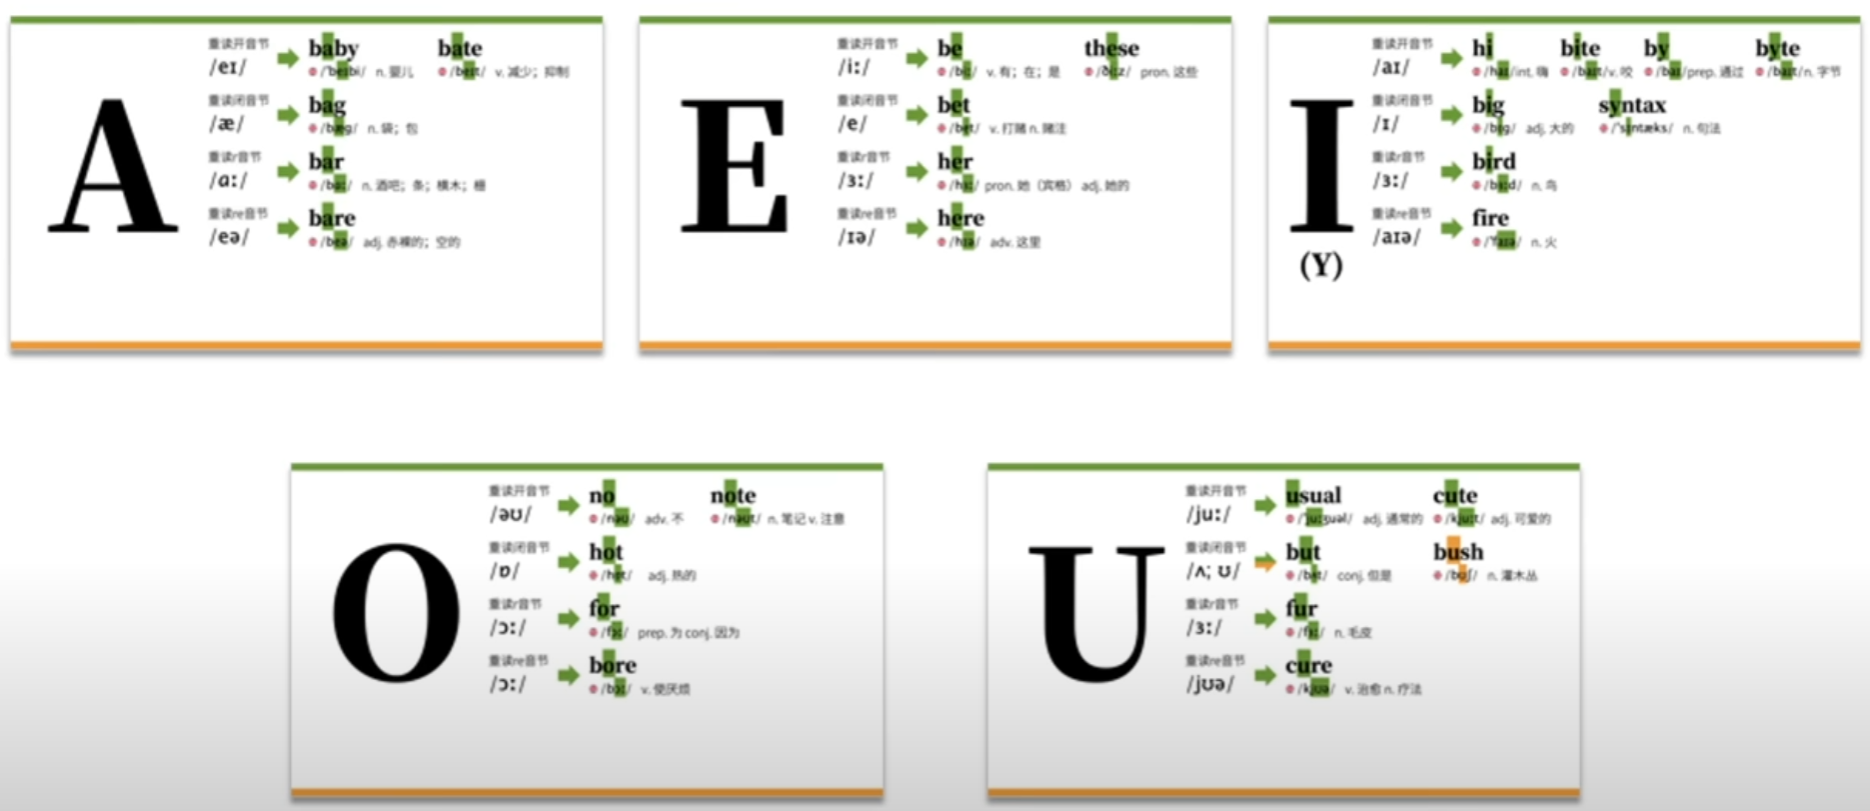 A
重读开音节
/eɪ/
baby bate
/ˈbeɪbi/ n. 婴儿 /beɪt/ v. 减少；抑制
重读闭音节
/æ/
bag
/bæg/ n. 袋；包
重读r音节
/ɑː/
bar
/bɑː/ n. 酒吧；条；横木；栅
重读re音节
/eə/
bare
/beə/ adj. 赤裸的；空的
E
重读开音节
/iː/
be these
/biː/ v. 有；在；是 /ðiːz/ pron. 这些
重读闭音节
/e/
bet
/bet/ v. 打赌 n. 赌注
重读r音节
/ɜː/
her
/hɜː/ pron. 她（宾格） adj. 她的
重读re音节
/ɪə/
here
/hɪə/ adv. 这里
I
(Y)
重读开音节
/aɪ/
hi bite by byte
/haɪ/int. 嗨 /baɪt/v. 咬 /baɪ/prep. 通过 /baɪt/n. 字节
重读闭音节
/ɪ/
big syntax
/bɪg/ adj. 大的 /ˈsɪntæks/ n. 句法
重读r音节
/ɜː/
bird
/bɜːd/ n. 鸟
重读re音节
/aɪə/
fire
/ˈfaɪə/ n. 火
O
重读开音节
/əʊ/
no note
/nəʊ/ adv. 不 /nəʊt/ n. 笔记 v. 注意
重读闭音节
/ɒ/
hot
/hɒt/ adj. 热的
重读r音节
/ɔː/
for
/fɔː/ prep. 为 conj. 因为
重读re音节
/ɔː/
bore
/bɔː/ v. 使厌烦
U
重读开音节
/juː/
usual cute
/ˈjuːʒuəl/ adj. 通常的 /kjuːt/ adj. 可爱的
重读闭音节
/ʌ; ʊ/
but bush
/bʌt/ conj. 但是 /bʊʃ/ n. 灌木丛
重读r音节
/ɜː/
fur
/fɜː/ n. 毛皮
重读re音节
/jʊə/
cure
/kjʊə/ v. 治愈 n. 疗法